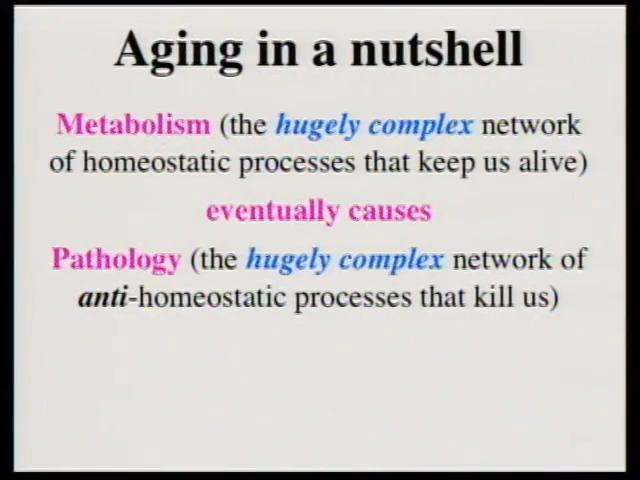 Aging in a nutshell
Metabolism (the hugely complex network
of homeostatic processes that keep us alive)
eventually causes
Pathology (the hugely complex network of
anti-homeostatic processes that kill us)